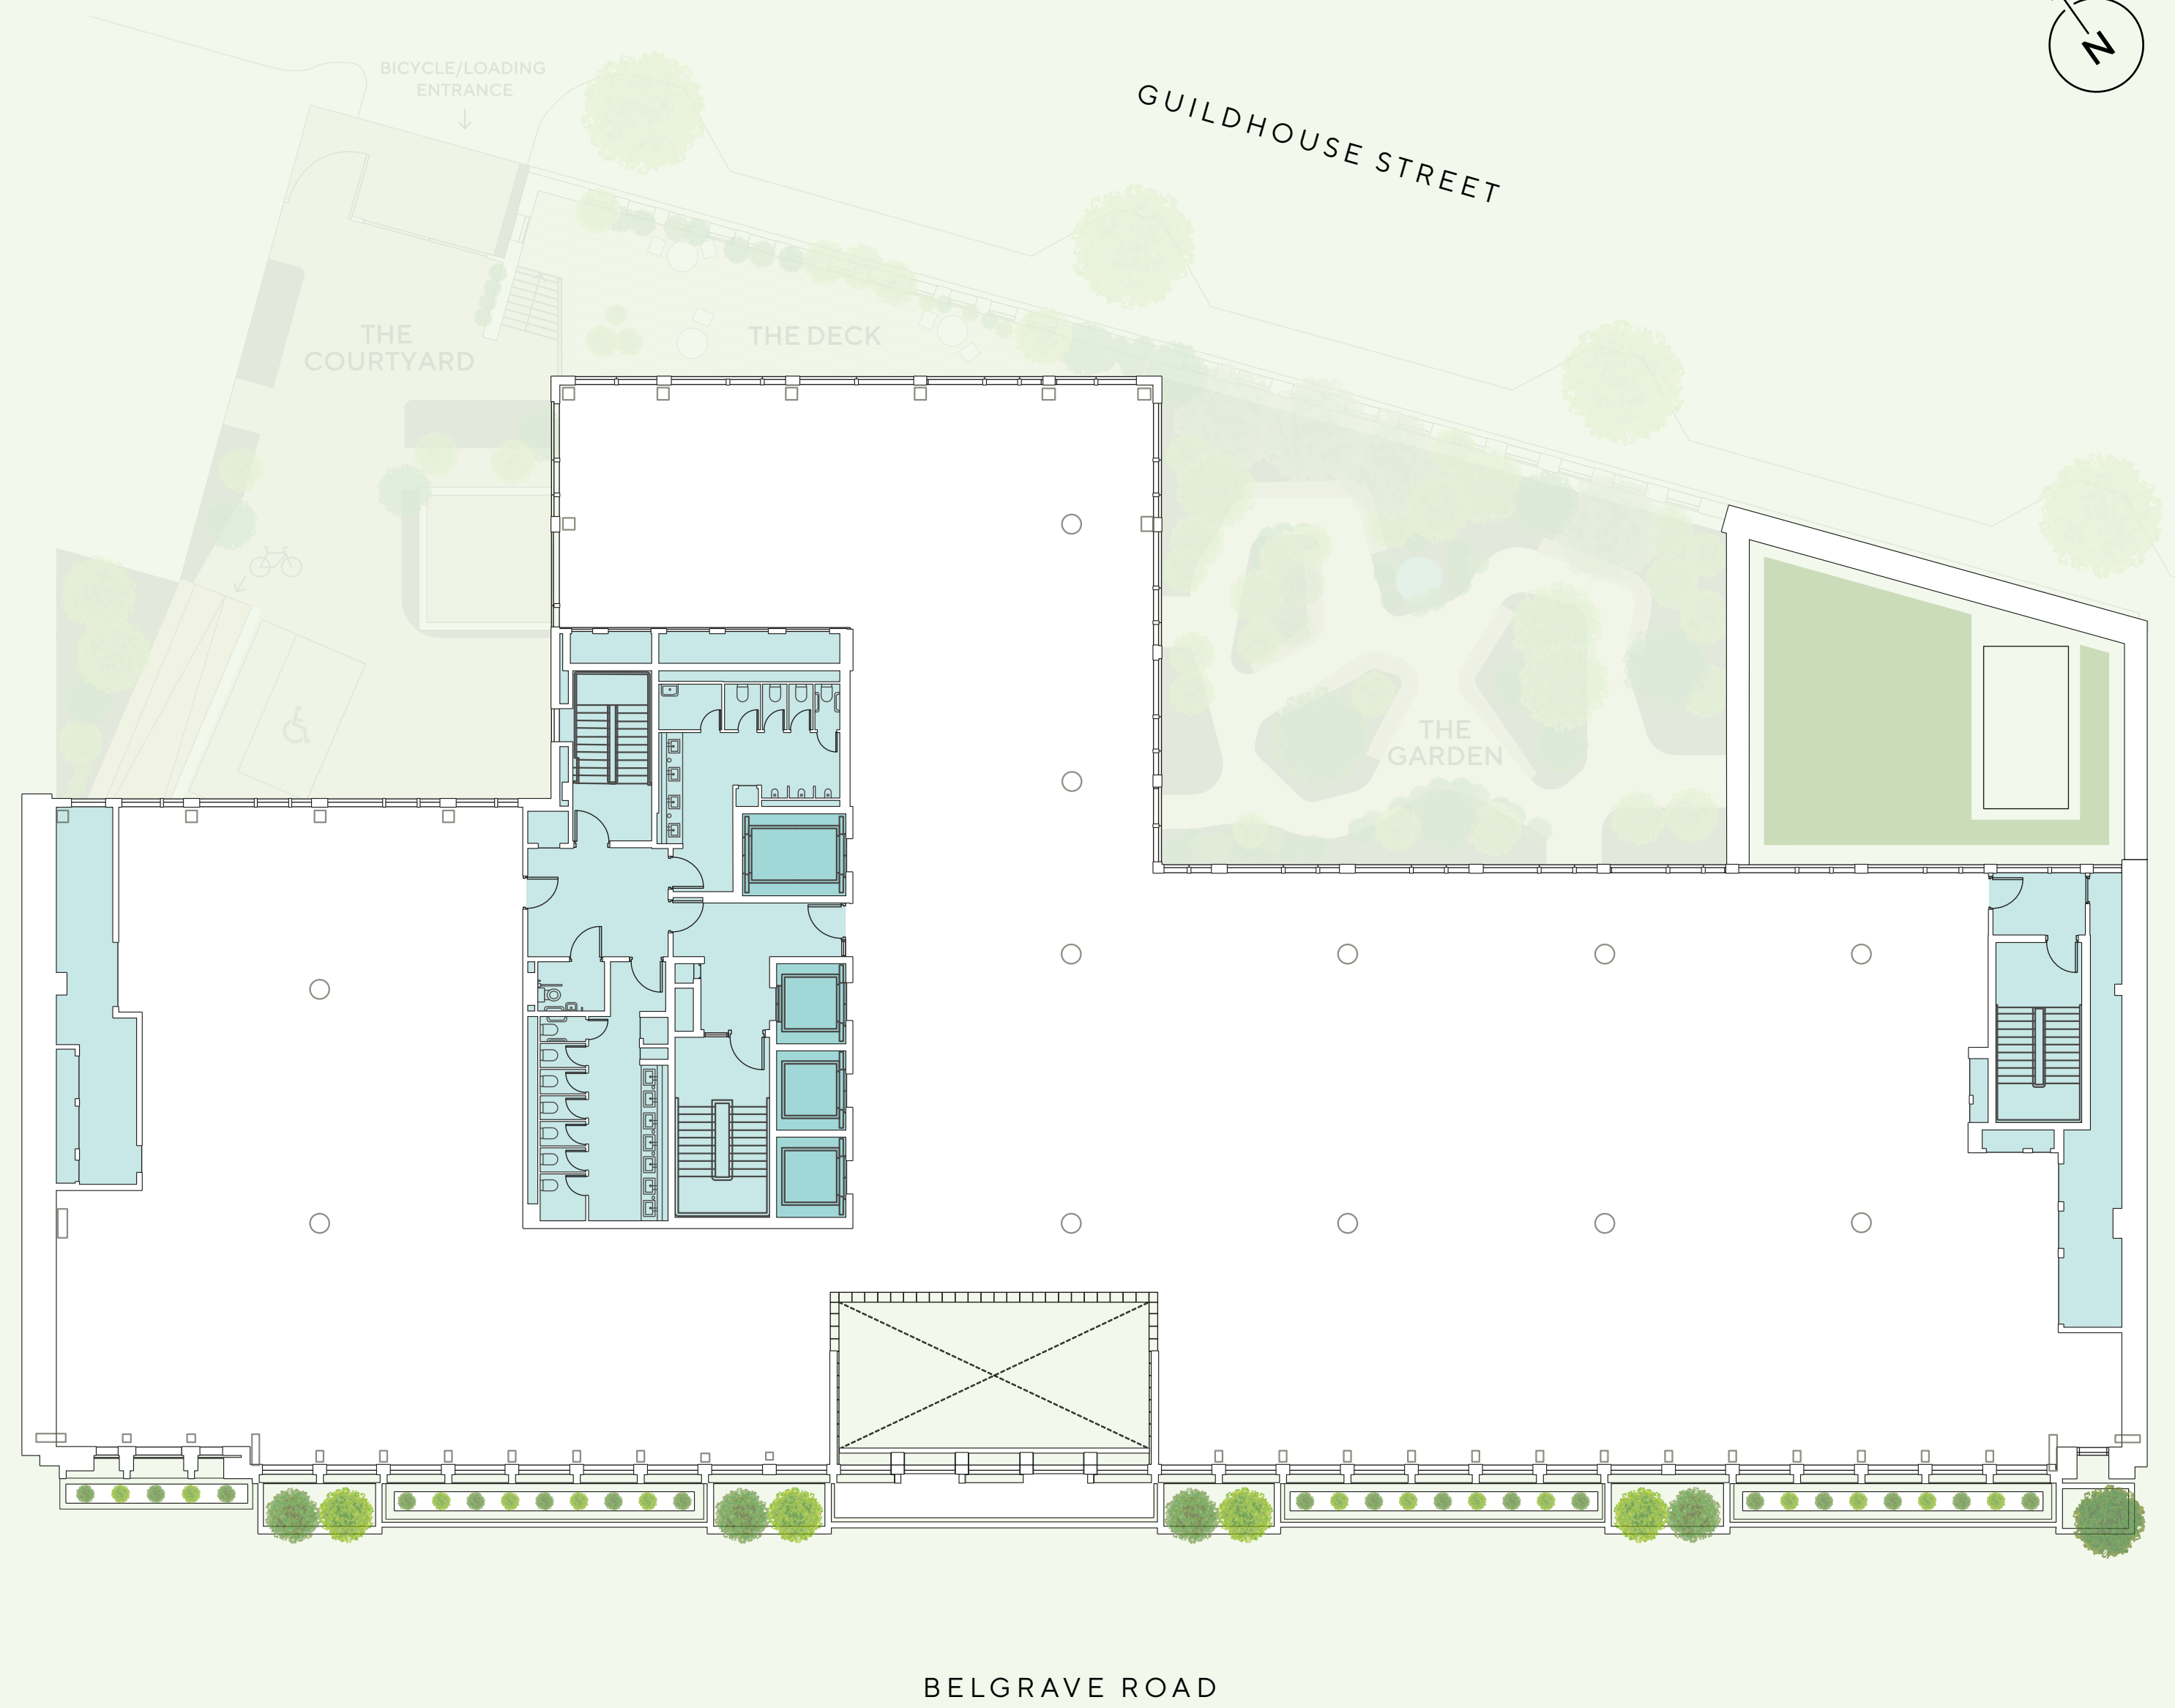 N
BICYCLE/LOADING
ENTRANCE
GUILDHOUSE STREET
THE
COURTYARD
THE DECK
THE
GARDEN
BELGRAVE ROAD